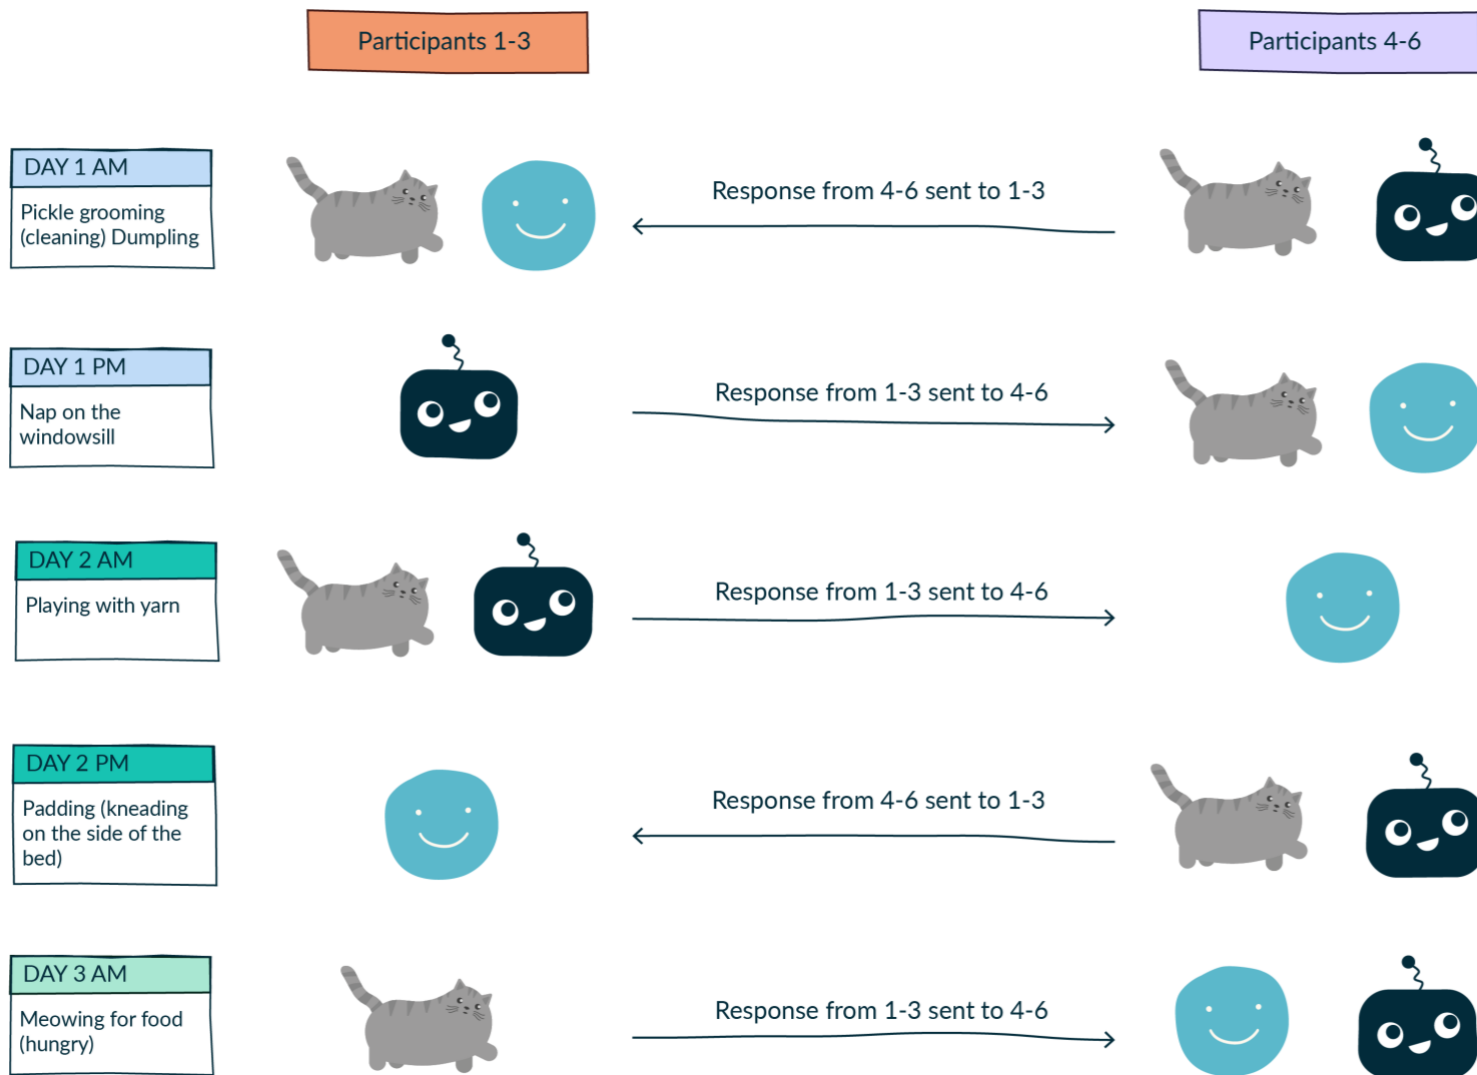 Participants 1-3
Participants 4-6
DAY 1 AM
Pickle grooming
(cleaning) Dumpling
Response from 4-6 sent to 1-3
DAY 1 PM
Nap on the
windowsill
Response from 1-3 sent to 4-6
DAY 2 AM
Playing with yarn
Response from 1-3 sent to 4-6
DAY 2 PM
Padding (kneading
on the side of the
bed)
Response from 4-6 sent to 1-3
DAY 3 AM
Meowing for food
(hungry)
Response from 1-3 sent to 4-6